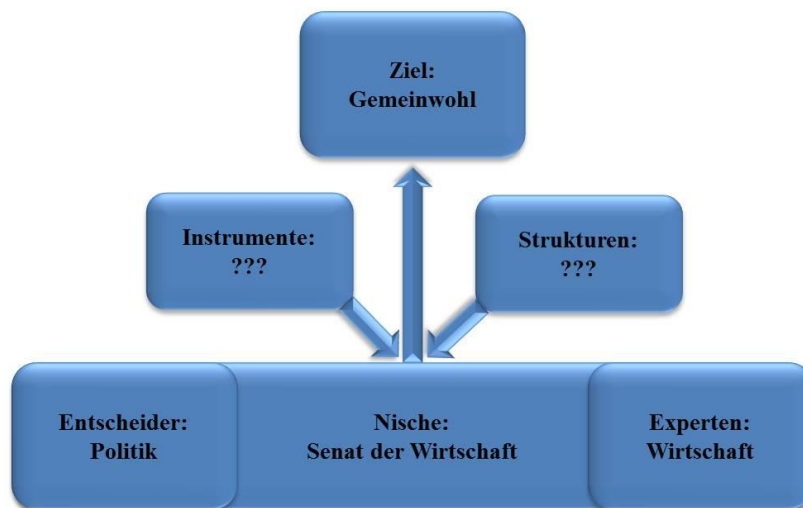 Ziel:
Gemeinwohl
Instrumente:
???
Strukturen:
???
Entscheider:
Politik
Nische:
Senat der Wirtschaft
Experten:
Wirtschaft